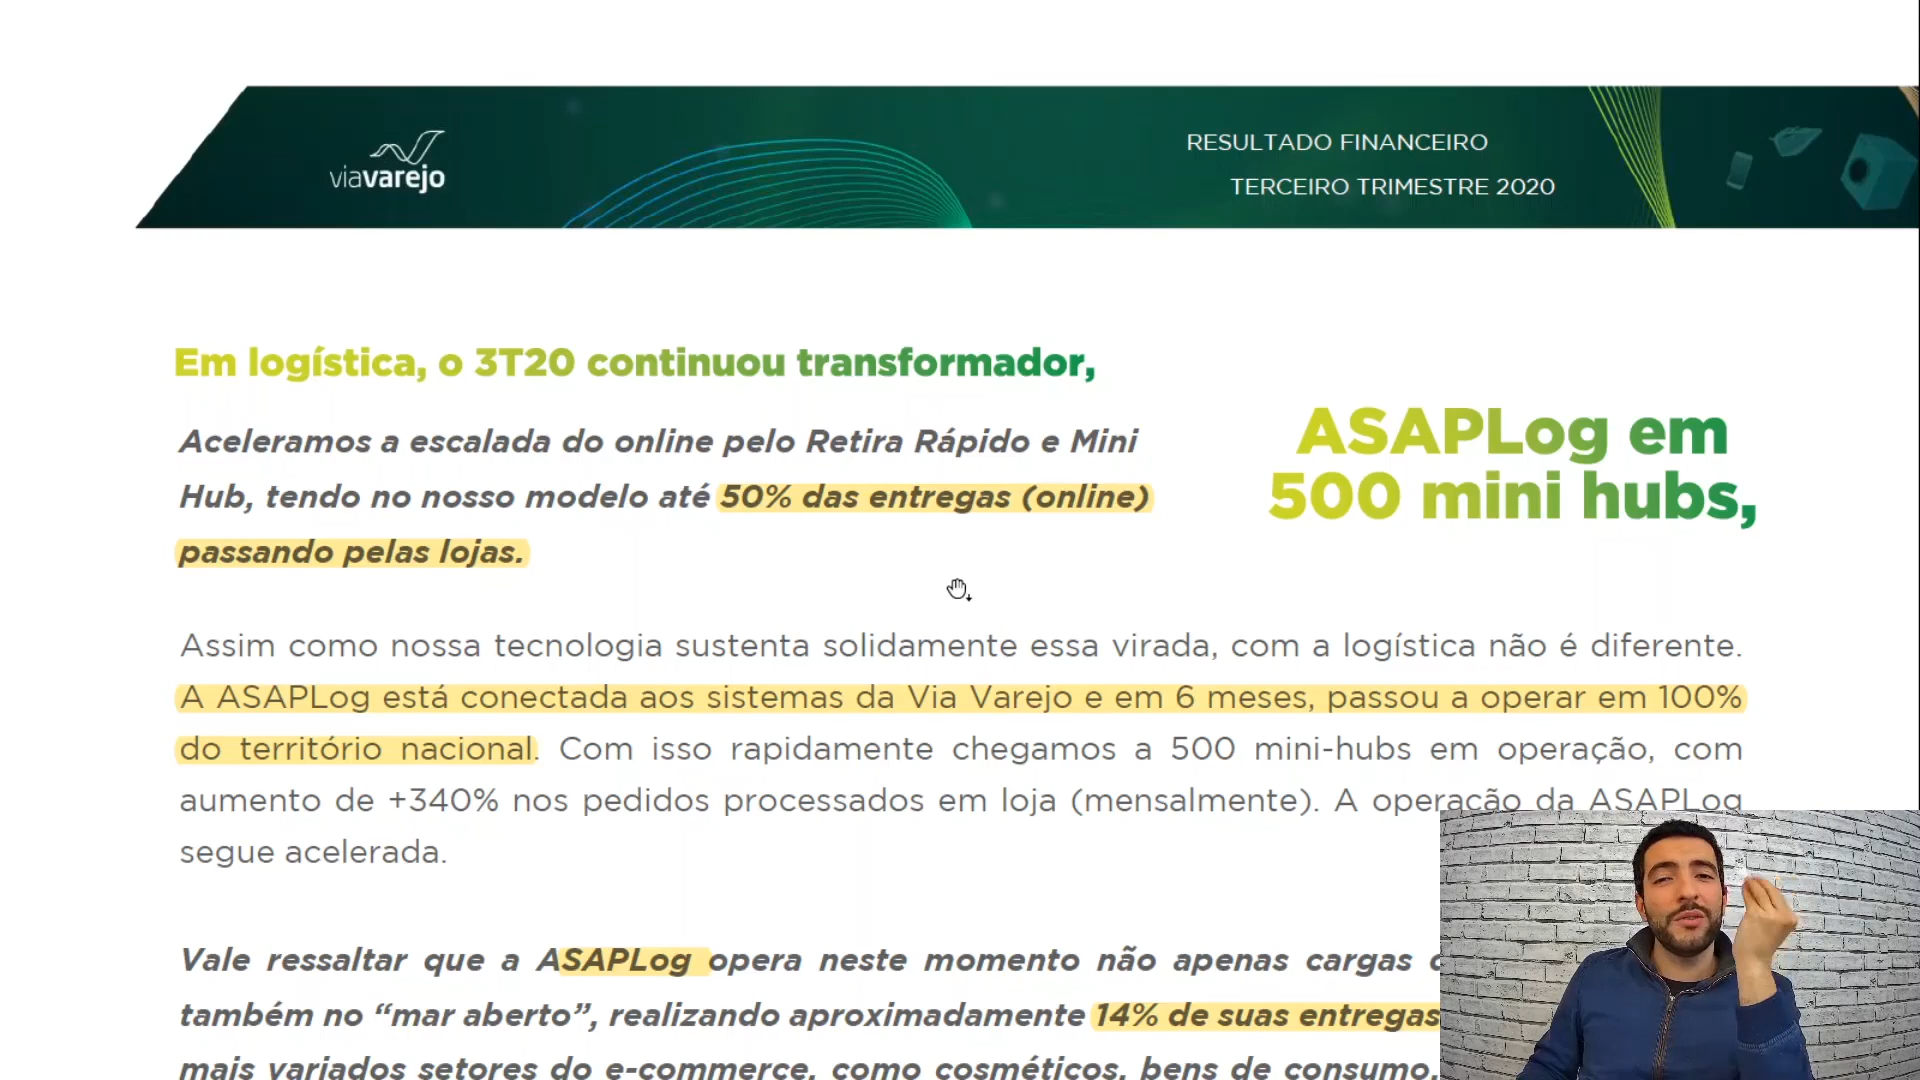 viavarejo
RESULTADO FINANCEIRO
TERCEIRO TRIMESTRE 2020
Em logística, o 3T20 continuou transformador,
Aceleramos a escalada do online pelo Retira Rápido e Mini
Hub, tendo no nosso modelo até 50% das entregas (online)
passando pelas lojas.
ASAPLog em
500 mini hubs,
Assim como nossa tecnologia sustenta solidamente essa virada, com a logística não é diferente.
A ASAPLog está conectada aos sistemas da Via Varejo e em 6 meses, passou a operar em 100%
do território nacional. Com isso rapidamente chegamos a 500 mini-hubs em operação, com
aumento de +340% nos pedidos processados em loja (mensalmente). A operação da ASAPLog
segue acelerada.
Vale ressaltar que a ASAPLog opera neste momento não apenas cargas
também no “mar aberto”, realizando aproximadamente 14% de suas entregas
mais variados setores do e-commerce, como cosméticos, bens de consumo,